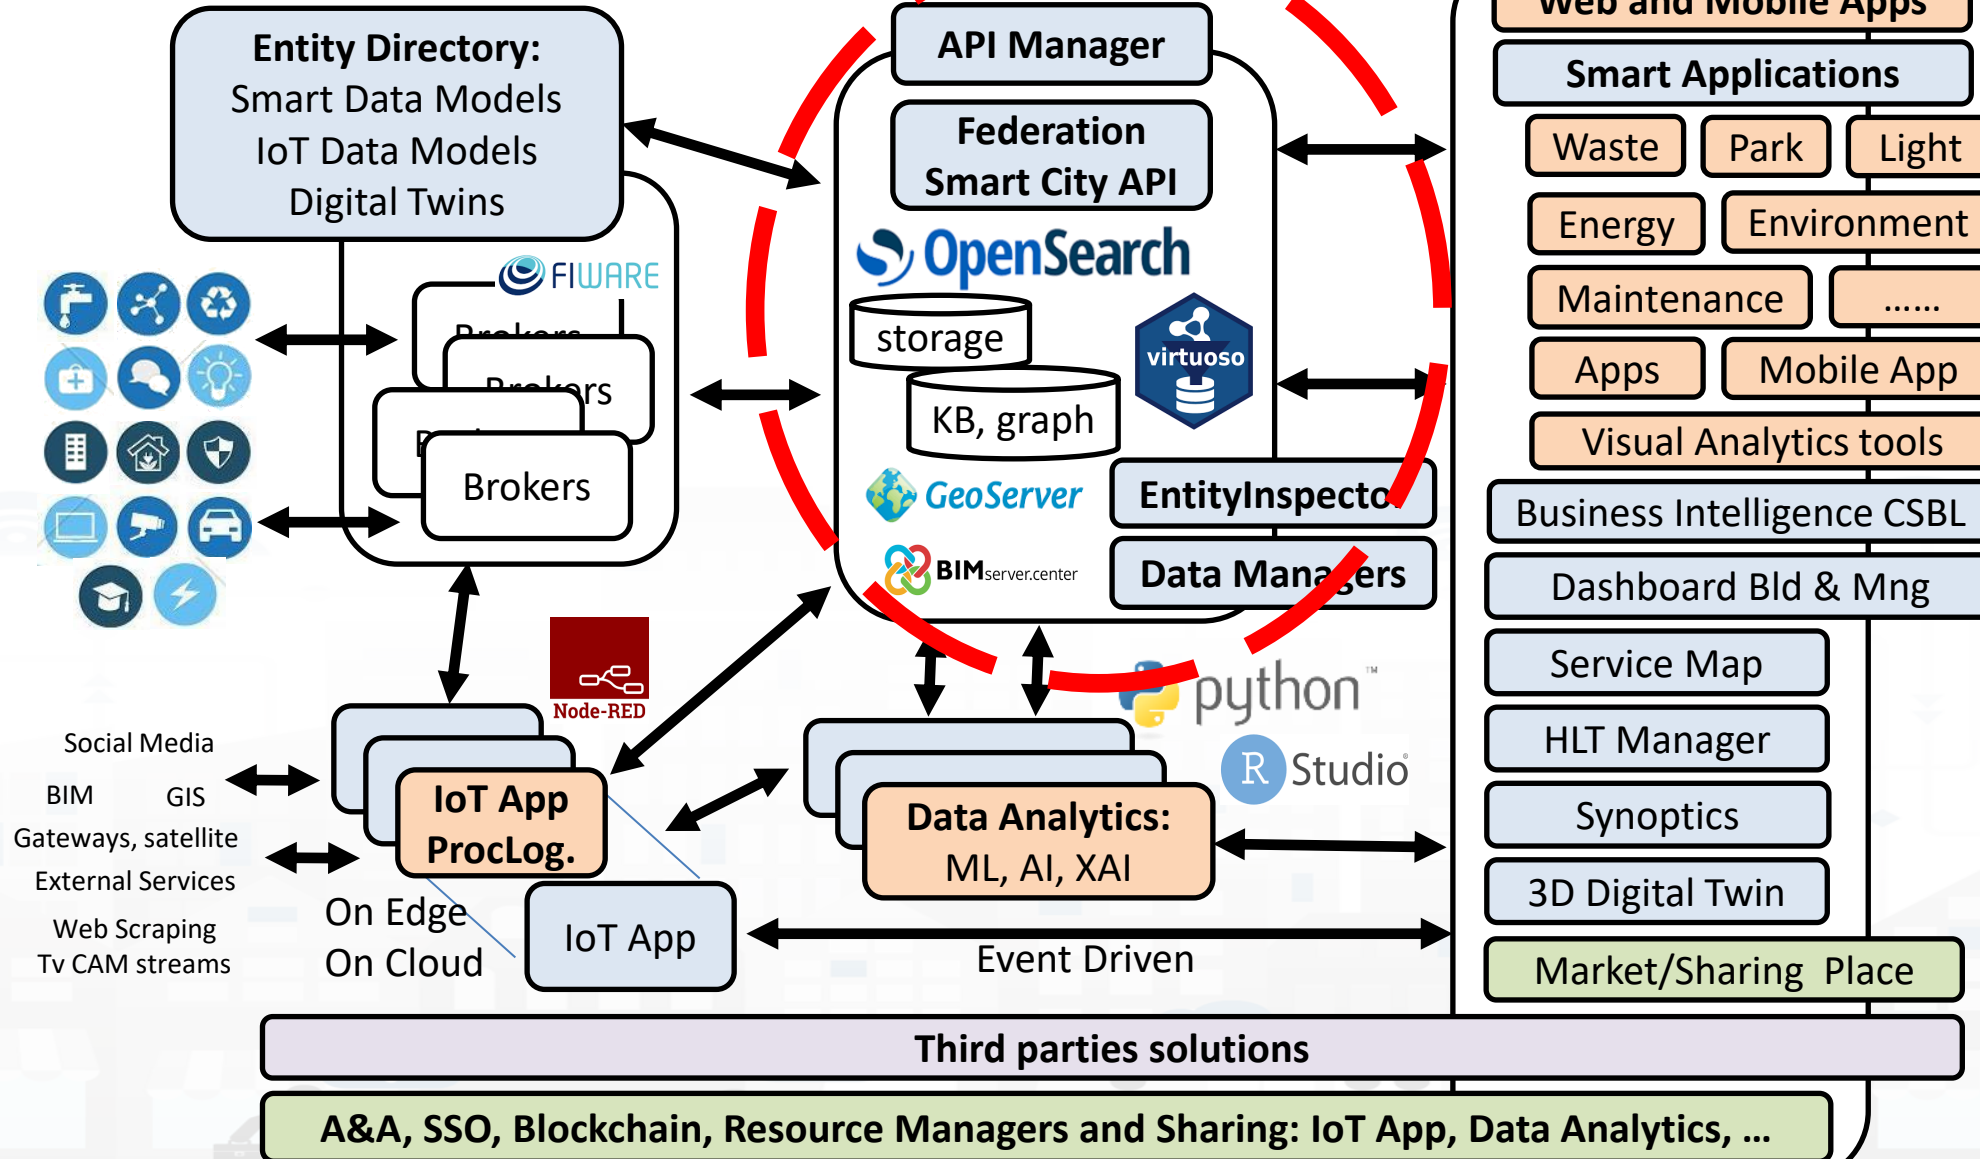 Entity Directory:
Smart Data Models
IoT Data Models
Digital Twins
FIWARE
Brokers
Brokers
Brokers
API Manager
Federation
Smart City API
OpenSearch
storage
virtuoso
KB, graph
GeoServer
EntityInspector
BIMserver.center
Data Managers
Web and Mobile Apps
Smart Applications
Waste
Park
Light
Energy
Environment
Maintenance
......
Apps
Mobile App
Visual Analytics tools
Business Intelligence CSBL
Dashboard Bld & Mng
Service Map
HLT Manager
Synoptics
3D Digital Twin
Market/Sharing Place
Node-RED
python™
R Studio®
Social Media
BIM GIS
Gateways, satellite
External Services
Web Scraping
Tv CAM streams
IoT App
ProcLog.
On Edge
On Cloud
IoT App
Data Analytics:
ML, AI, XAI
Event Driven
Third parties solutions
A&A, SSO, Blockchain, Resource Managers and Sharing: IoT App, Data Analytics, ...